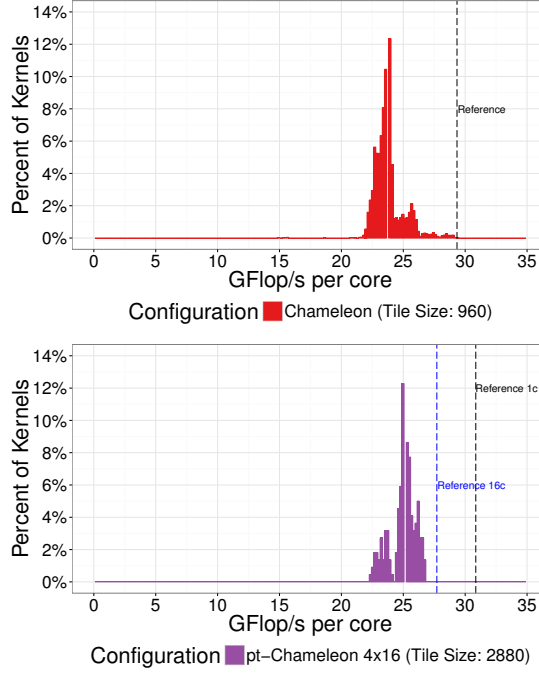 14%
12%
10%
8%
6%
4%
2%
0%
Percent of Kernels
Reference
0 5 10 15 20 25 30 35
GFlop/s per core
Configuration Chameleon (Tile Size: 960)
14%
12%
10%
8%
6%
4%
2%
0%
Percent of Kernels
Reference 1c
Reference 16c
0 5 10 15 20 25 30 35
GFlop/s per core
Configuration pt-Chameleon 4x16 (Tile Size: 2880)